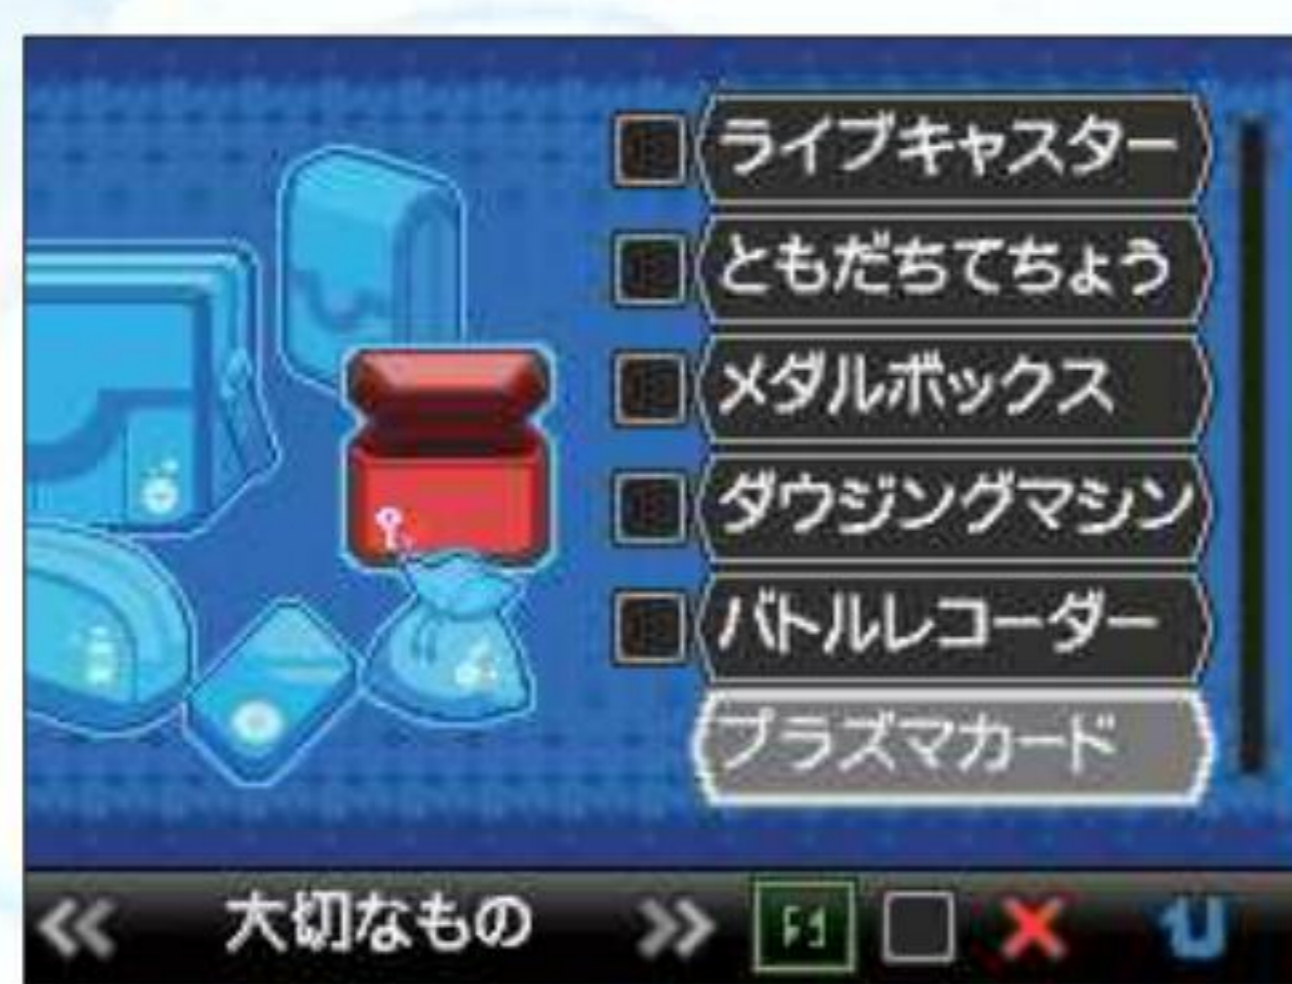 ライブキャスター
ともだちてちょう
メダルボックス
ダウジングマシン
バトルレコーダー
プラズマカード
大切なもの